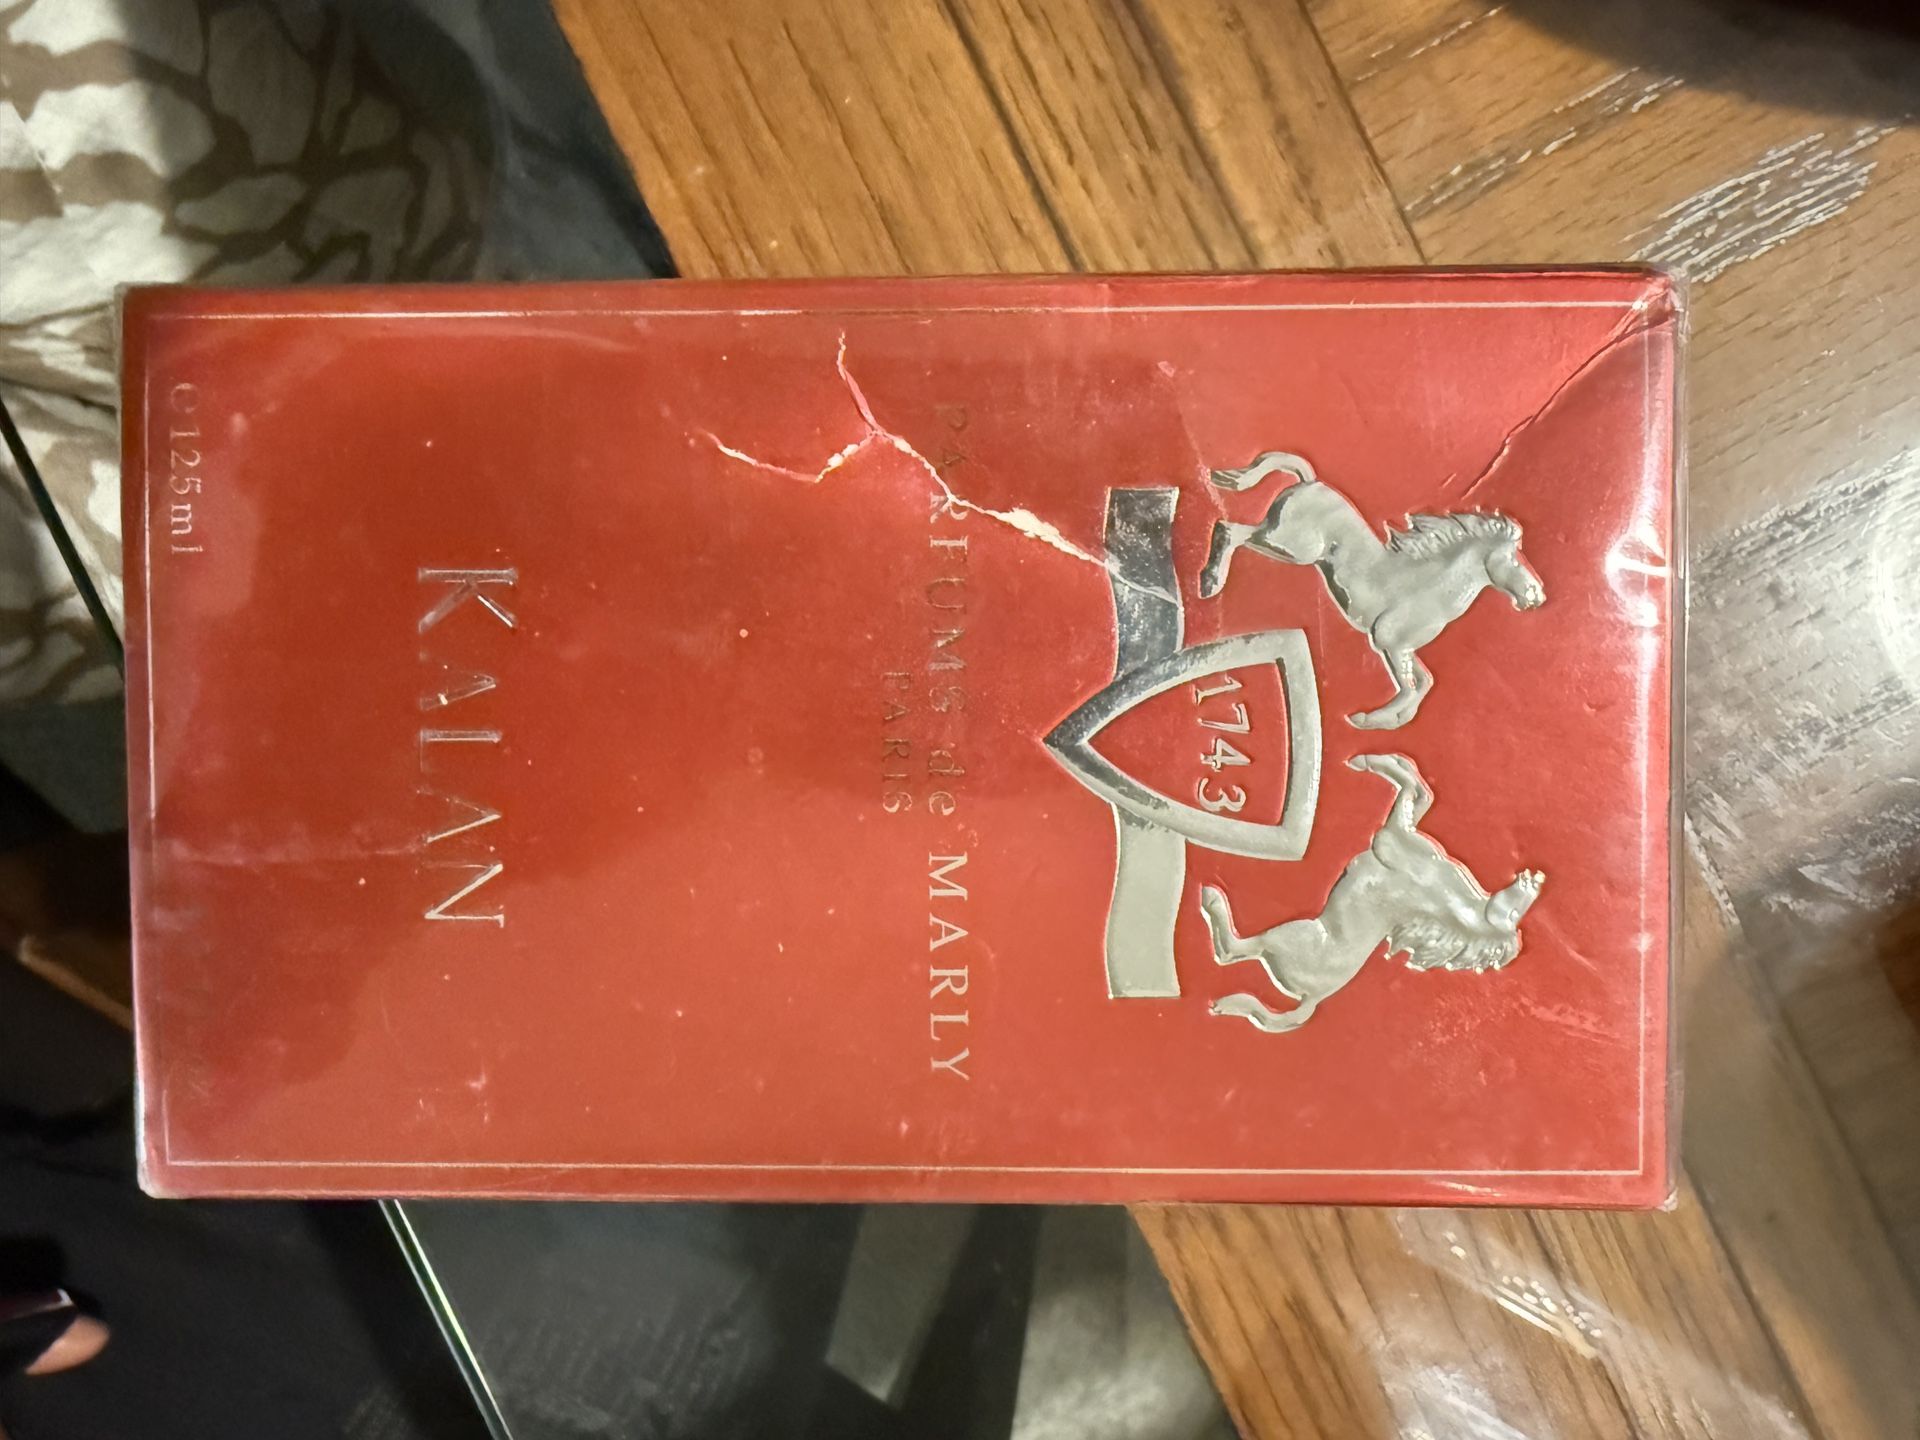 1743
PARFUMS de MARLY
PARIS
KALAN
e 125ml